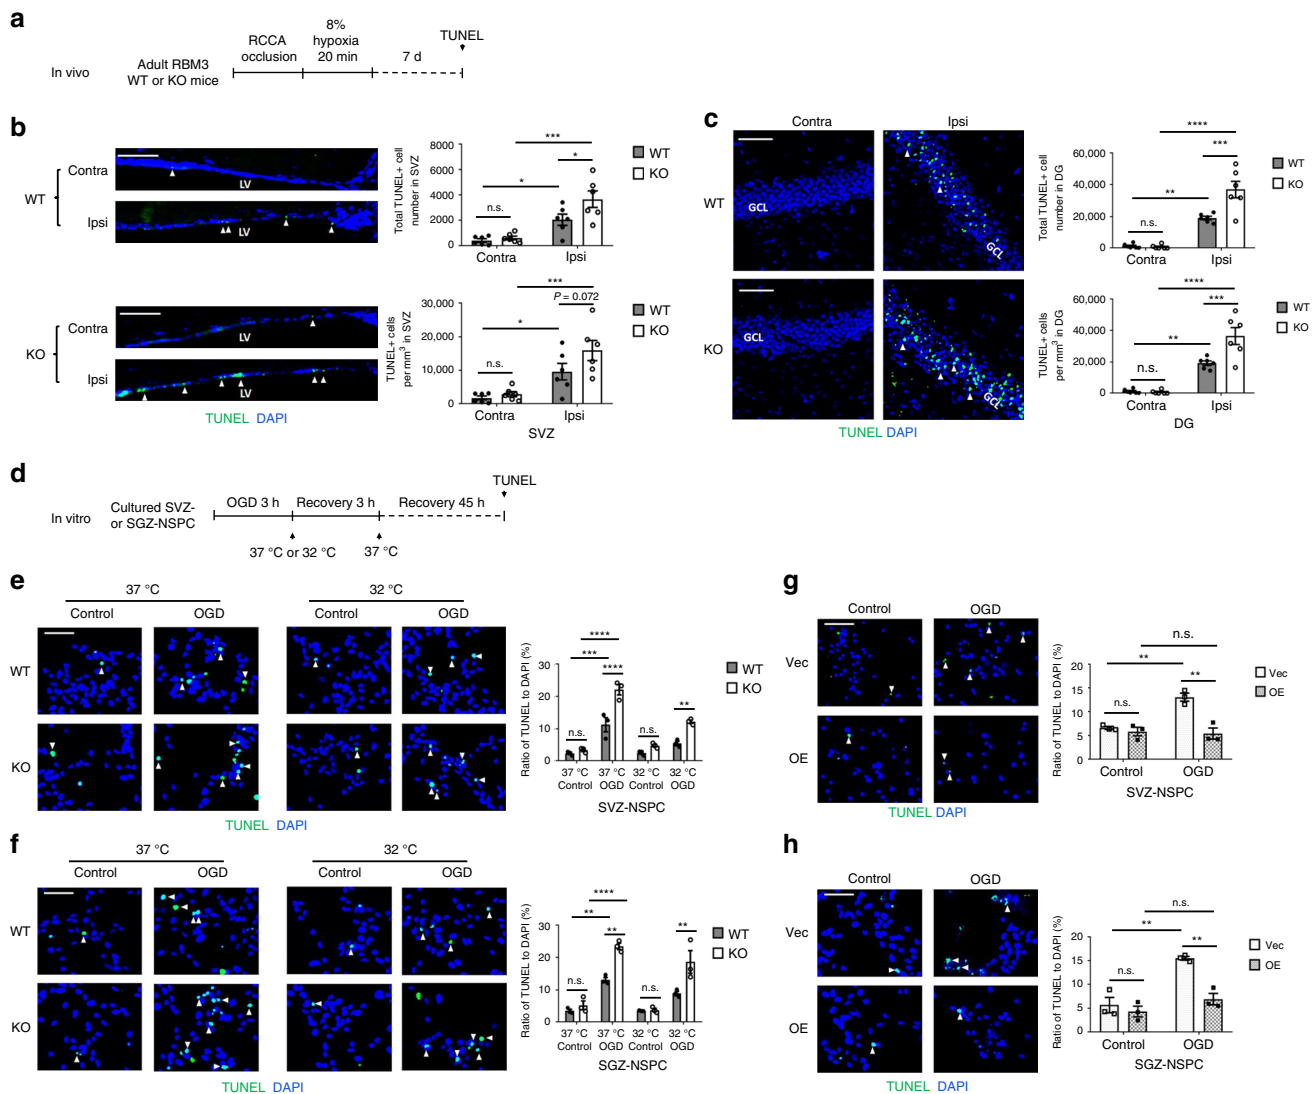 a
In vivo
Adult RBM3
WT or KO mice
RCCA
occlusion
8%
hypoxia
20 min
7 d
TUNEL
b
WT
Contra
LV
Ipsi
LV
KO
Contra
LV
Ipsi
LV
TUNEL DAPI
Total TUNEL+ cell
number in SVZ
8000
6000
4000
2000
0
n.s.
*
*
***
Contra
Ipsi
WT
KO
TUNEL+ cells
per mm³ in SVZ
30,000
20,000
10,000
0
n.s.
*
P = 0.072
***
Contra
Ipsi
SVZ
WT
KO
c
Contra
Ipsi
WT
GCL
GCL
KO
GCL
GCL
TUNEL DAPI
Total TUNEL+ cell
number in DG
60,000
40,000
20,000
0
n.s.
**
***
****
Contra
Ipsi
WT
KO
TUNEL+ cells
per mm³ in DG
60,000
40,000
20,000
0
n.s.
**
***
****
Contra
Ipsi
DG
WT
KO
d
In vitro
Cultured SVZ-
or SGZ-NSPC
OGD 3 h
Recovery 3 h
Recovery 45 h
TUNEL
37 °C or 32 °C
37 °C
e
37 °C
32 °C
Control
OGD
Control
OGD
WT
KO
TUNEL DAPI
Ratio of TUNEL to DAPI (%)
30
20
10
0
n.s.
***
****
****
n.s.
**
37 °C
Control
37 °C
OGD
32 °C
Control
32 °C
OGD
SVZ-NSPC
WT
KO
f
37 °C
32 °C
Control
OGD
Control
OGD
WT
KO
TUNEL DAPI
Ratio of TUNEL to DAPI (%)
30
20
10
0
n.s.
**
**
****
n.s.
**
37 °C
Control
37 °C
OGD
32 °C
Control
32 °C
OGD
SGZ-NSPC
WT
KO
g
Control
OGD
Vec
OE
TUNEL DAPI
Ratio of TUNEL to DAPI (%)
20
15
10
5
0
n.s.
**
**
n.s.
Control
OGD
SVZ-NSPC
Vec
OE
h
Control
OGD
Vec
OE
TUNEL DAPI
Ratio of TUNEL to DAPI (%)
20
15
10
5
0
n.s.
**
**
n.s.
Control
OGD
SGZ-NSPC
Vec
OE